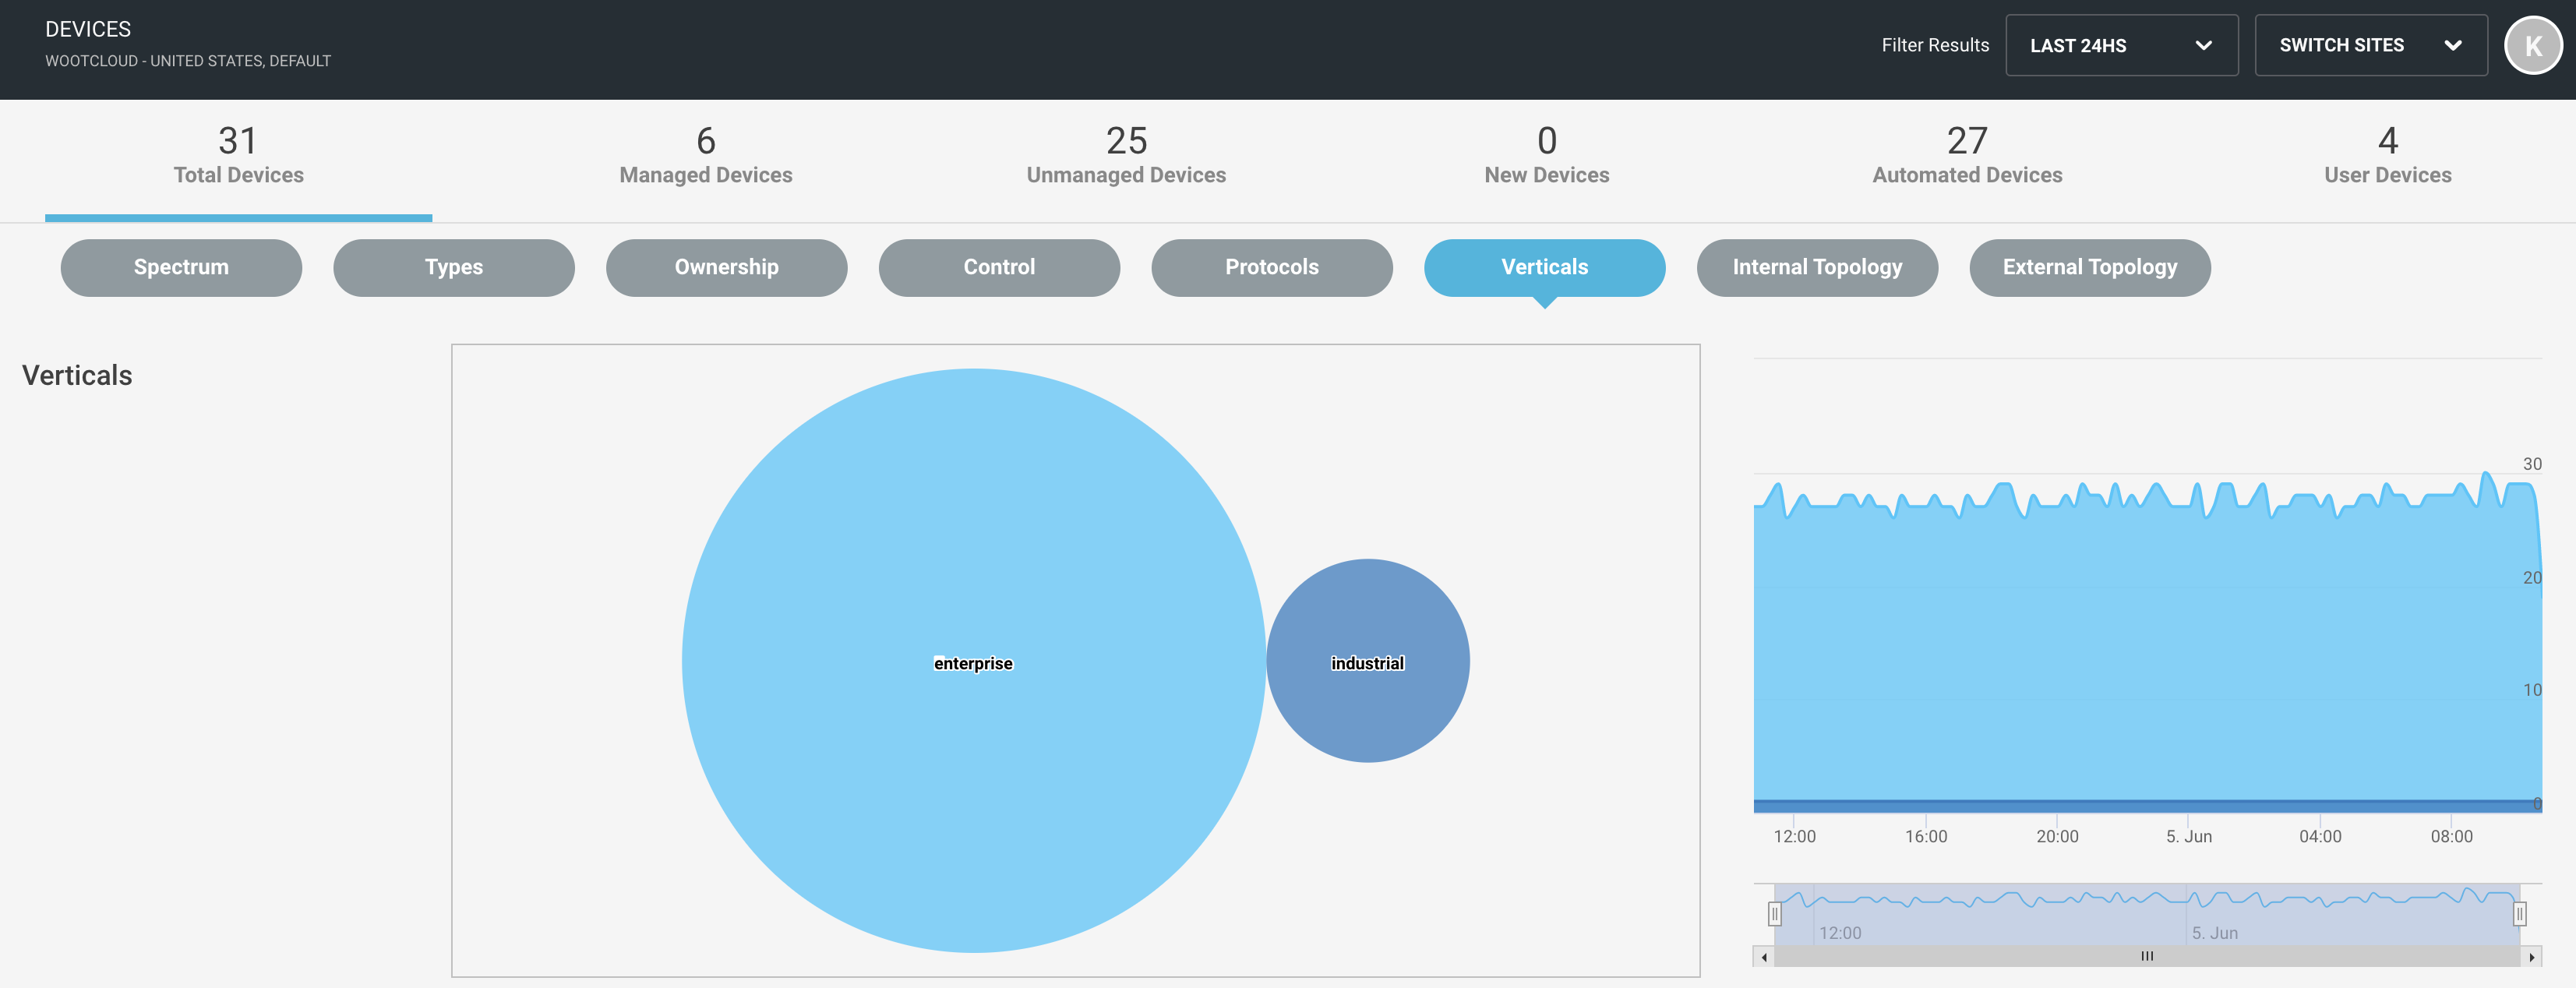 DEVICES
WOOTCLOUD - UNITED STATES, DEFAULT
Filter Results
LAST 24HS
SWITCH SITES
K
31
Total Devices
6
Managed Devices
25
Unmanaged Devices
0
New Devices
27
Automated Devices
4
User Devices
Spectrum
Types
Ownership
Control
Protocols
Verticals
Internal Topology
External Topology
Verticals
enterprise
industrial
30
20
10
0
12:00
16:00
20:00
5. Jun
04:00
08:00
12:00
5. Jun